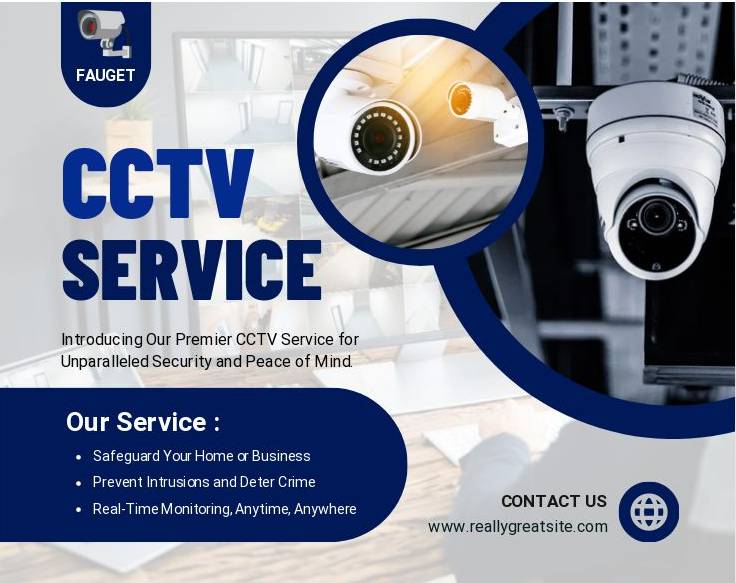 FAUGET
CCTV
SERVICE
Introducing Our Premier CCTV Service for
Unparalleled Security and Peace of Mind.
Our Service :
• Safeguard Your Home or Business
• Prevent Intrusions and Deter Crime
• Real-Time Monitoring, Anytime, Anywhere
CONTACT US
www.reallygreatsite.com